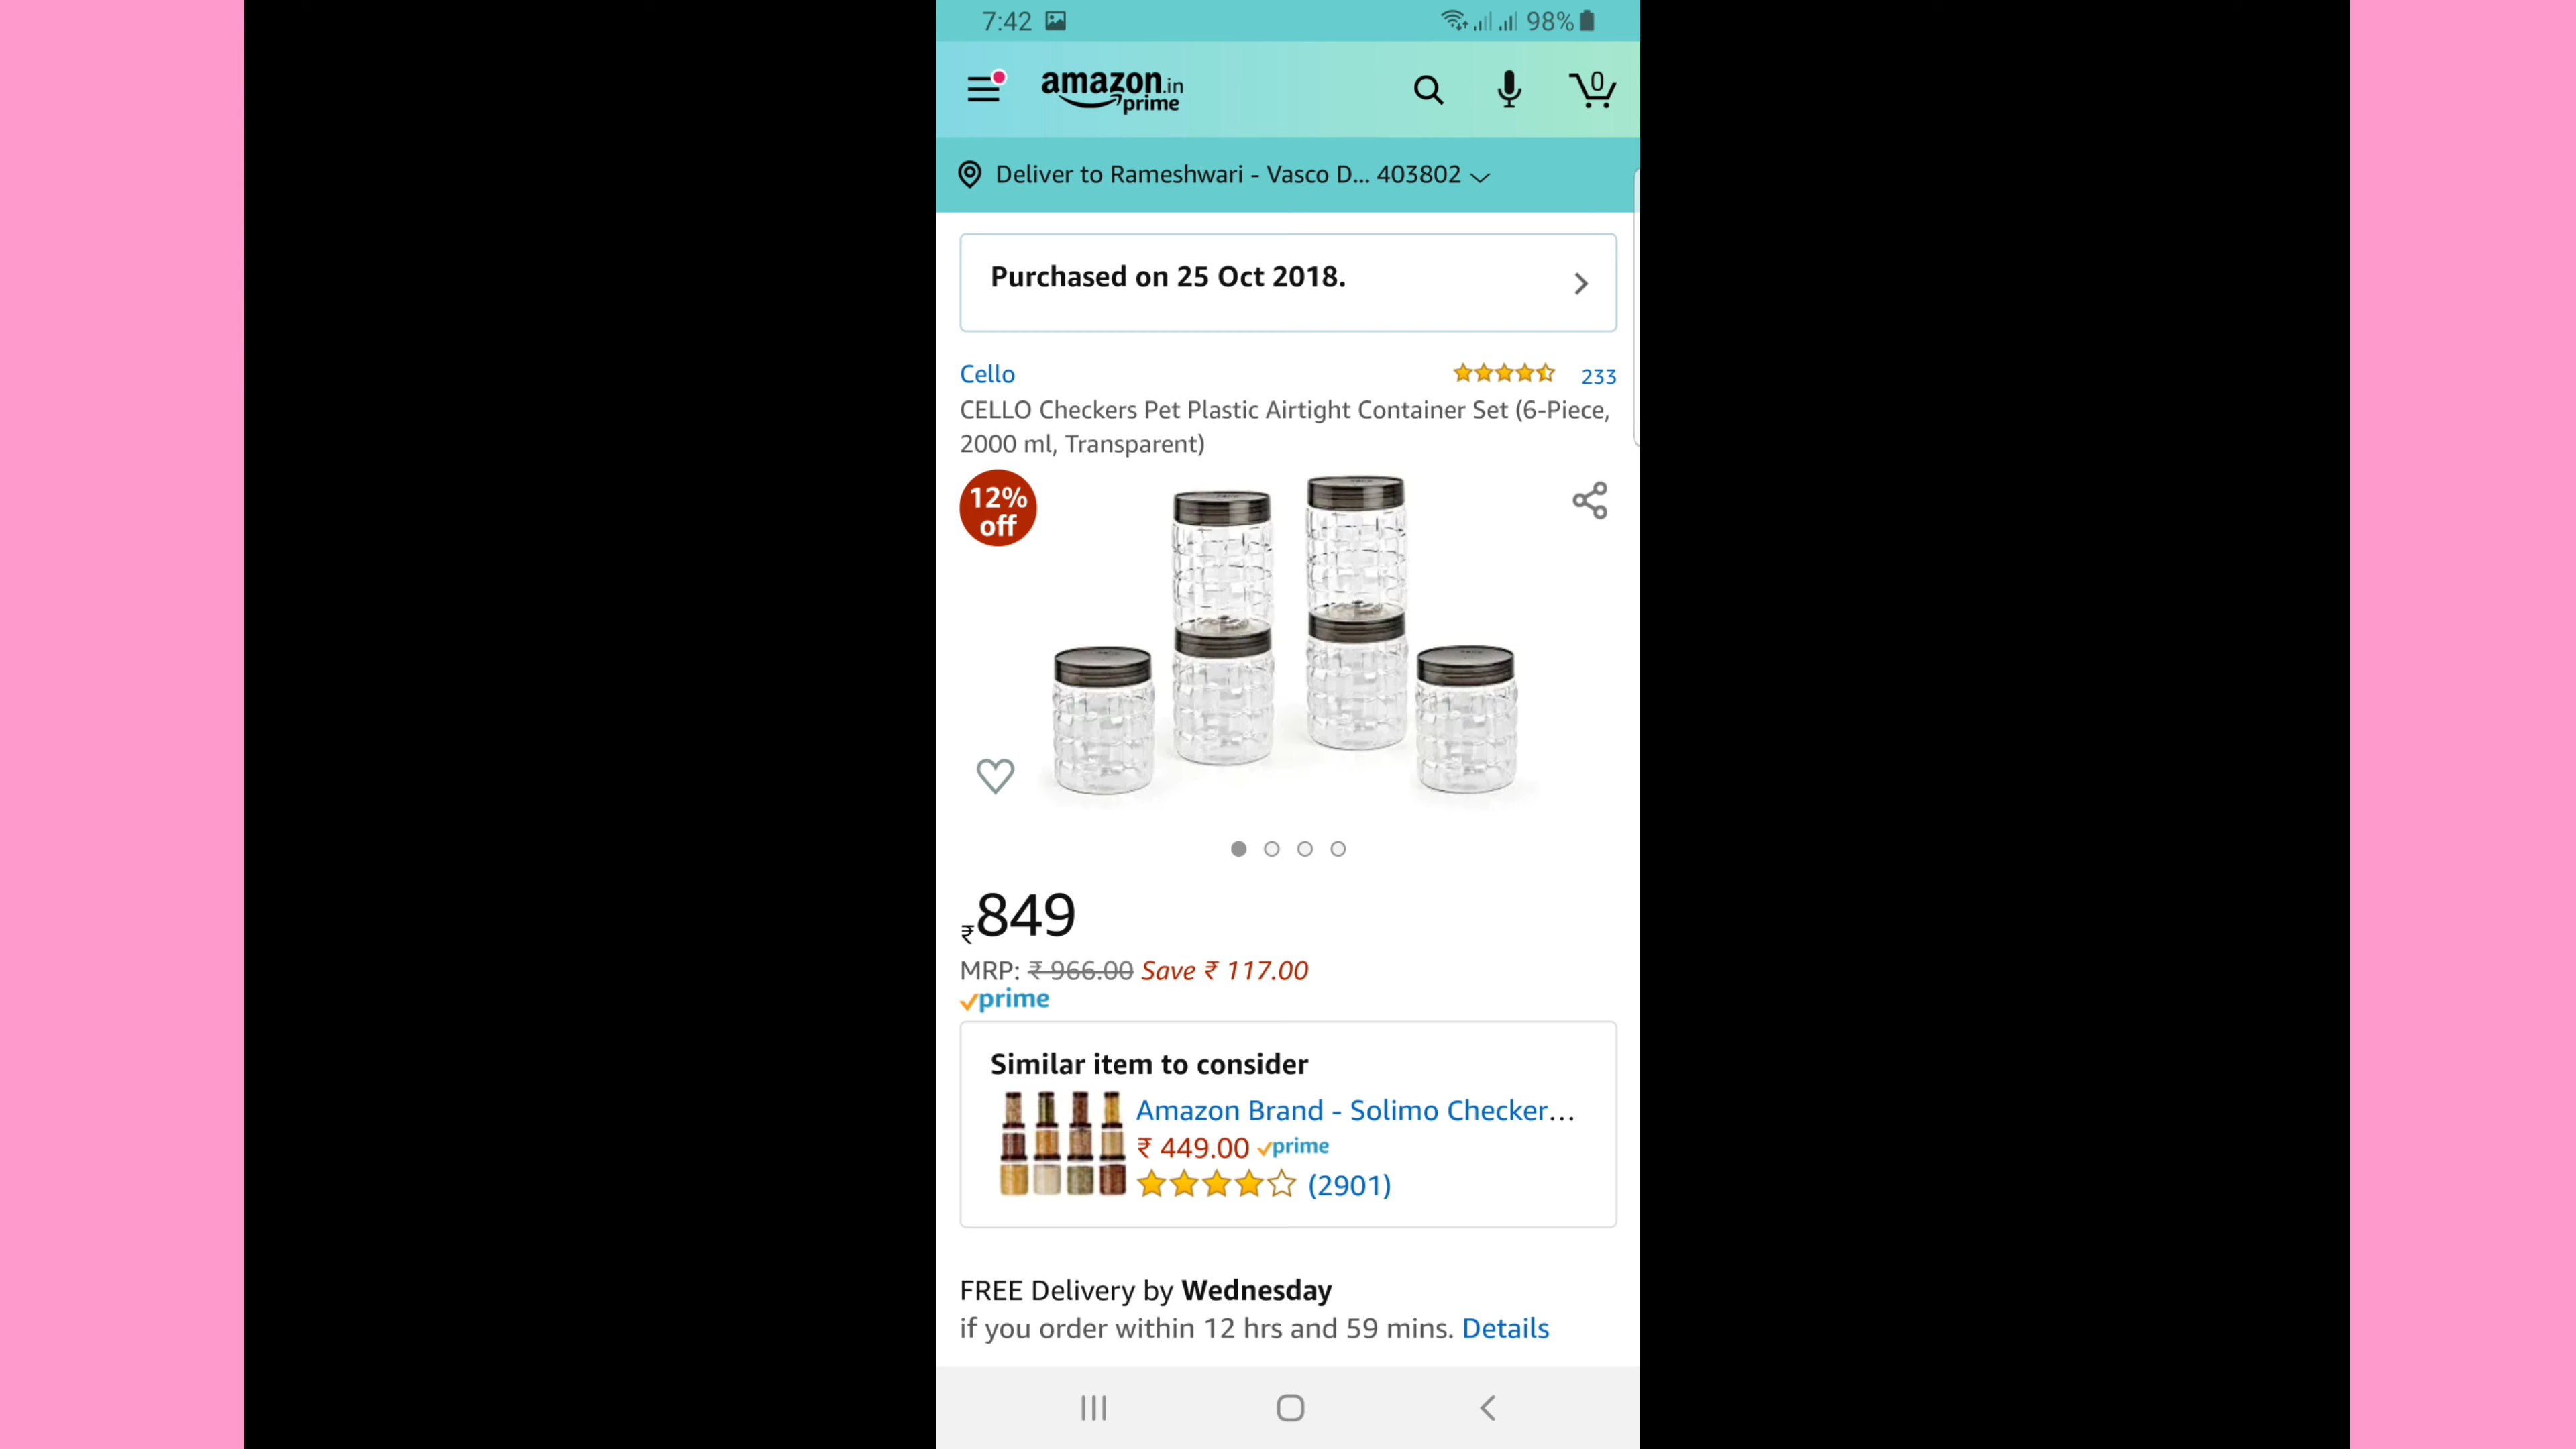 7:42
98%
amazon.in
prime
0
Deliver to Rameshwari - Vasco D... 403802
Purchased on 25 Oct 2018.
Cello
233
CELLO Checkers Pet Plastic Airtight Container Set (6-Piece,
2000 ml, Transparent)
12%
off
₹849
MRP: ₹ 966.00 Save ₹ 117.00
prime
Similar item to consider
Amazon Brand - Solimo Checker...
₹ 449.00 prime
(2901)
FREE Delivery by Wednesday
if you order within 12 hrs and 59 mins. Details